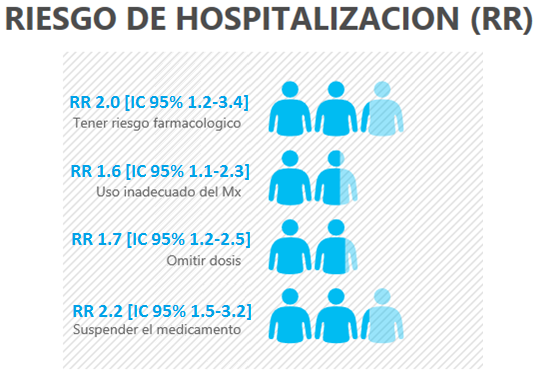 RIESGO DE HOSPITALIZACION (RR)
RR 2.0 [IC 95% 1.2-3.4]
Tener riesgo farmacologico
RR 1.6 [IC 95% 1.1-2.3]
Uso inadecuado del Mx
RR 1.7 [IC 95% 1.2-2.5]
Omitir dosis
RR 2.2 [IC 95% 1.5-3.2]
Suspender el medicamento